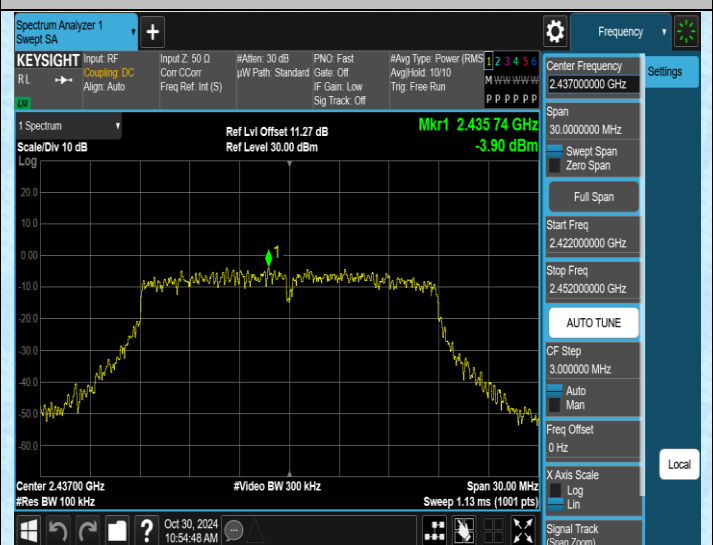 Spectrum Analyzer 1
Swept SA
+
Frequency
KEYSIGHT
RL
LXI
Input: RF
Coupling: DC
Align: Auto
Input Z: 50 Ω
Corr CCorr
Freq Ref: Int (S)
#Atten: 30 dB
µW Path: Standard
PNO: Fast
Gate: Off
IF Gain: Low
Sig Track: Off
#Avg Type: Power (RMS
Avg|Hold: 10/10
Trig: Free Run
1 2 3 4 5 6
M W W W W W
P P P P P P
Center Frequency
2.437000000 GHz
Settings
Span
30.0000000 MHz
Swept Span
Zero Span
Full Span
Start Freq
2.422000000 GHz
Stop Freq
2.452000000 GHz
AUTO TUNE
CF Step
3.000000 MHz
Auto
Man
Freq Offset
0 Hz
X Axis Scale
Log
Lin
Signal Track
(Span Zoom)
Local
1 Spectrum
Scale/Div 10 dB
Ref Lvl Offset 11.27 dB
Ref Level 30.00 dBm
Mkr1 2.435 74 GHz
-3.90 dBm
Log
20.0
10.0
0.00
-10.0
-20.0
-30.0
-40.0
-50.0
-60.0
1
Center 2.43700 GHz
#Res BW 100 kHz
#Video BW 300 kHz
Span 30.00 MHz
Sweep 1.13 ms (1001 pts)
?
Oct 30, 2024
10:54:48 AM